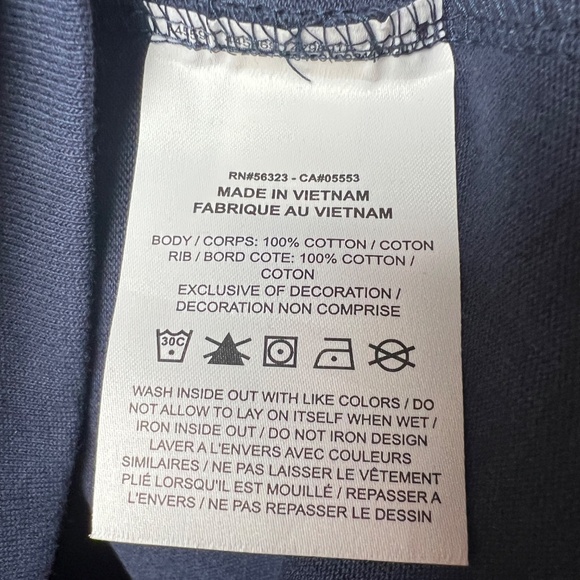 RN#56323 - CA#05553
MADE IN VIETNAM
FABRIQUE AU VIETNAM
BODY / CORPS: 100% COTTON / COTON
RIB / BORD COTE: 100% COTTON /
COTON
EXCLUSIVE OF DECORATION /
DECORATION NON COMPRISE
30C
WASH INSIDE OUT WITH LIKE COLORS / DO
NOT ALLOW TO LAY ON ITSELF WHEN WET /
IRON INSIDE OUT / DO NOT IRON DESIGN
LAVER A L'ENVERS AVEC COULEURS
SIMILAIRES / NE PAS LAISSER LE VÊTEMENT
PLIÉ LORSQU'IL EST MOUILLÉ / REPASSER A
L'ENVERS / NE PAS REPASSER LE DESSIN